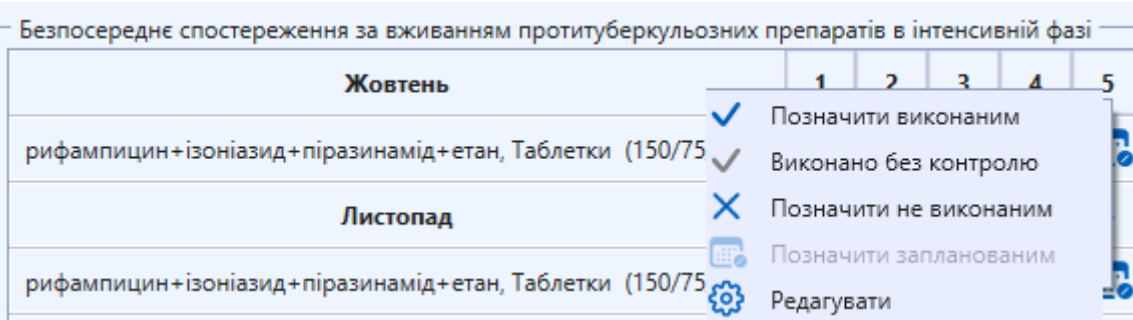 Безпосереднє спостереження за вживанням протитуберкульозних препаратів в інтенсивній фазі
Жовтень 1 2 3 4 5
Позначити виконаним
рифампицин+ізоніазид+піразинамід+етан, Таблетки (150/75
Виконано без контролю
Листопад
Позначити не виконаним
Позначити запланованим
рифампицин+ізоніазид+піразинамід+етан, Таблетки (150/75
Редагувати